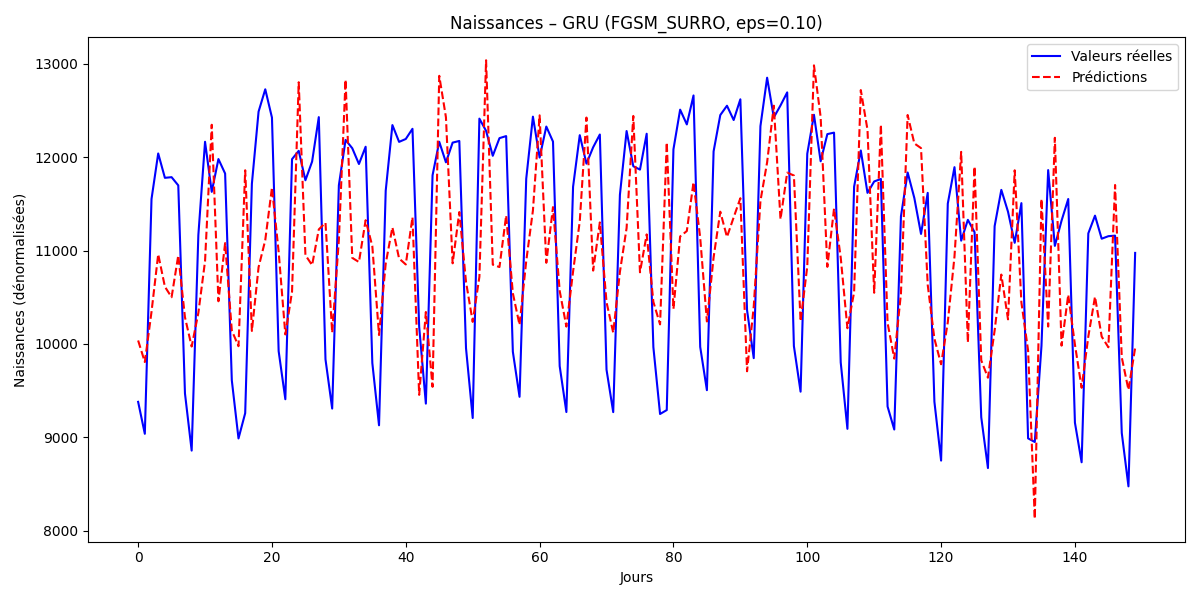 Naissances – GRU (FGSM_SURRO, eps=0.10)
Valeurs réelles
Prédictions
Naissances (dénormalisées)
13000
12000
11000
10000
9000
8000
0 20 40 60 80 100 120 140
Jours